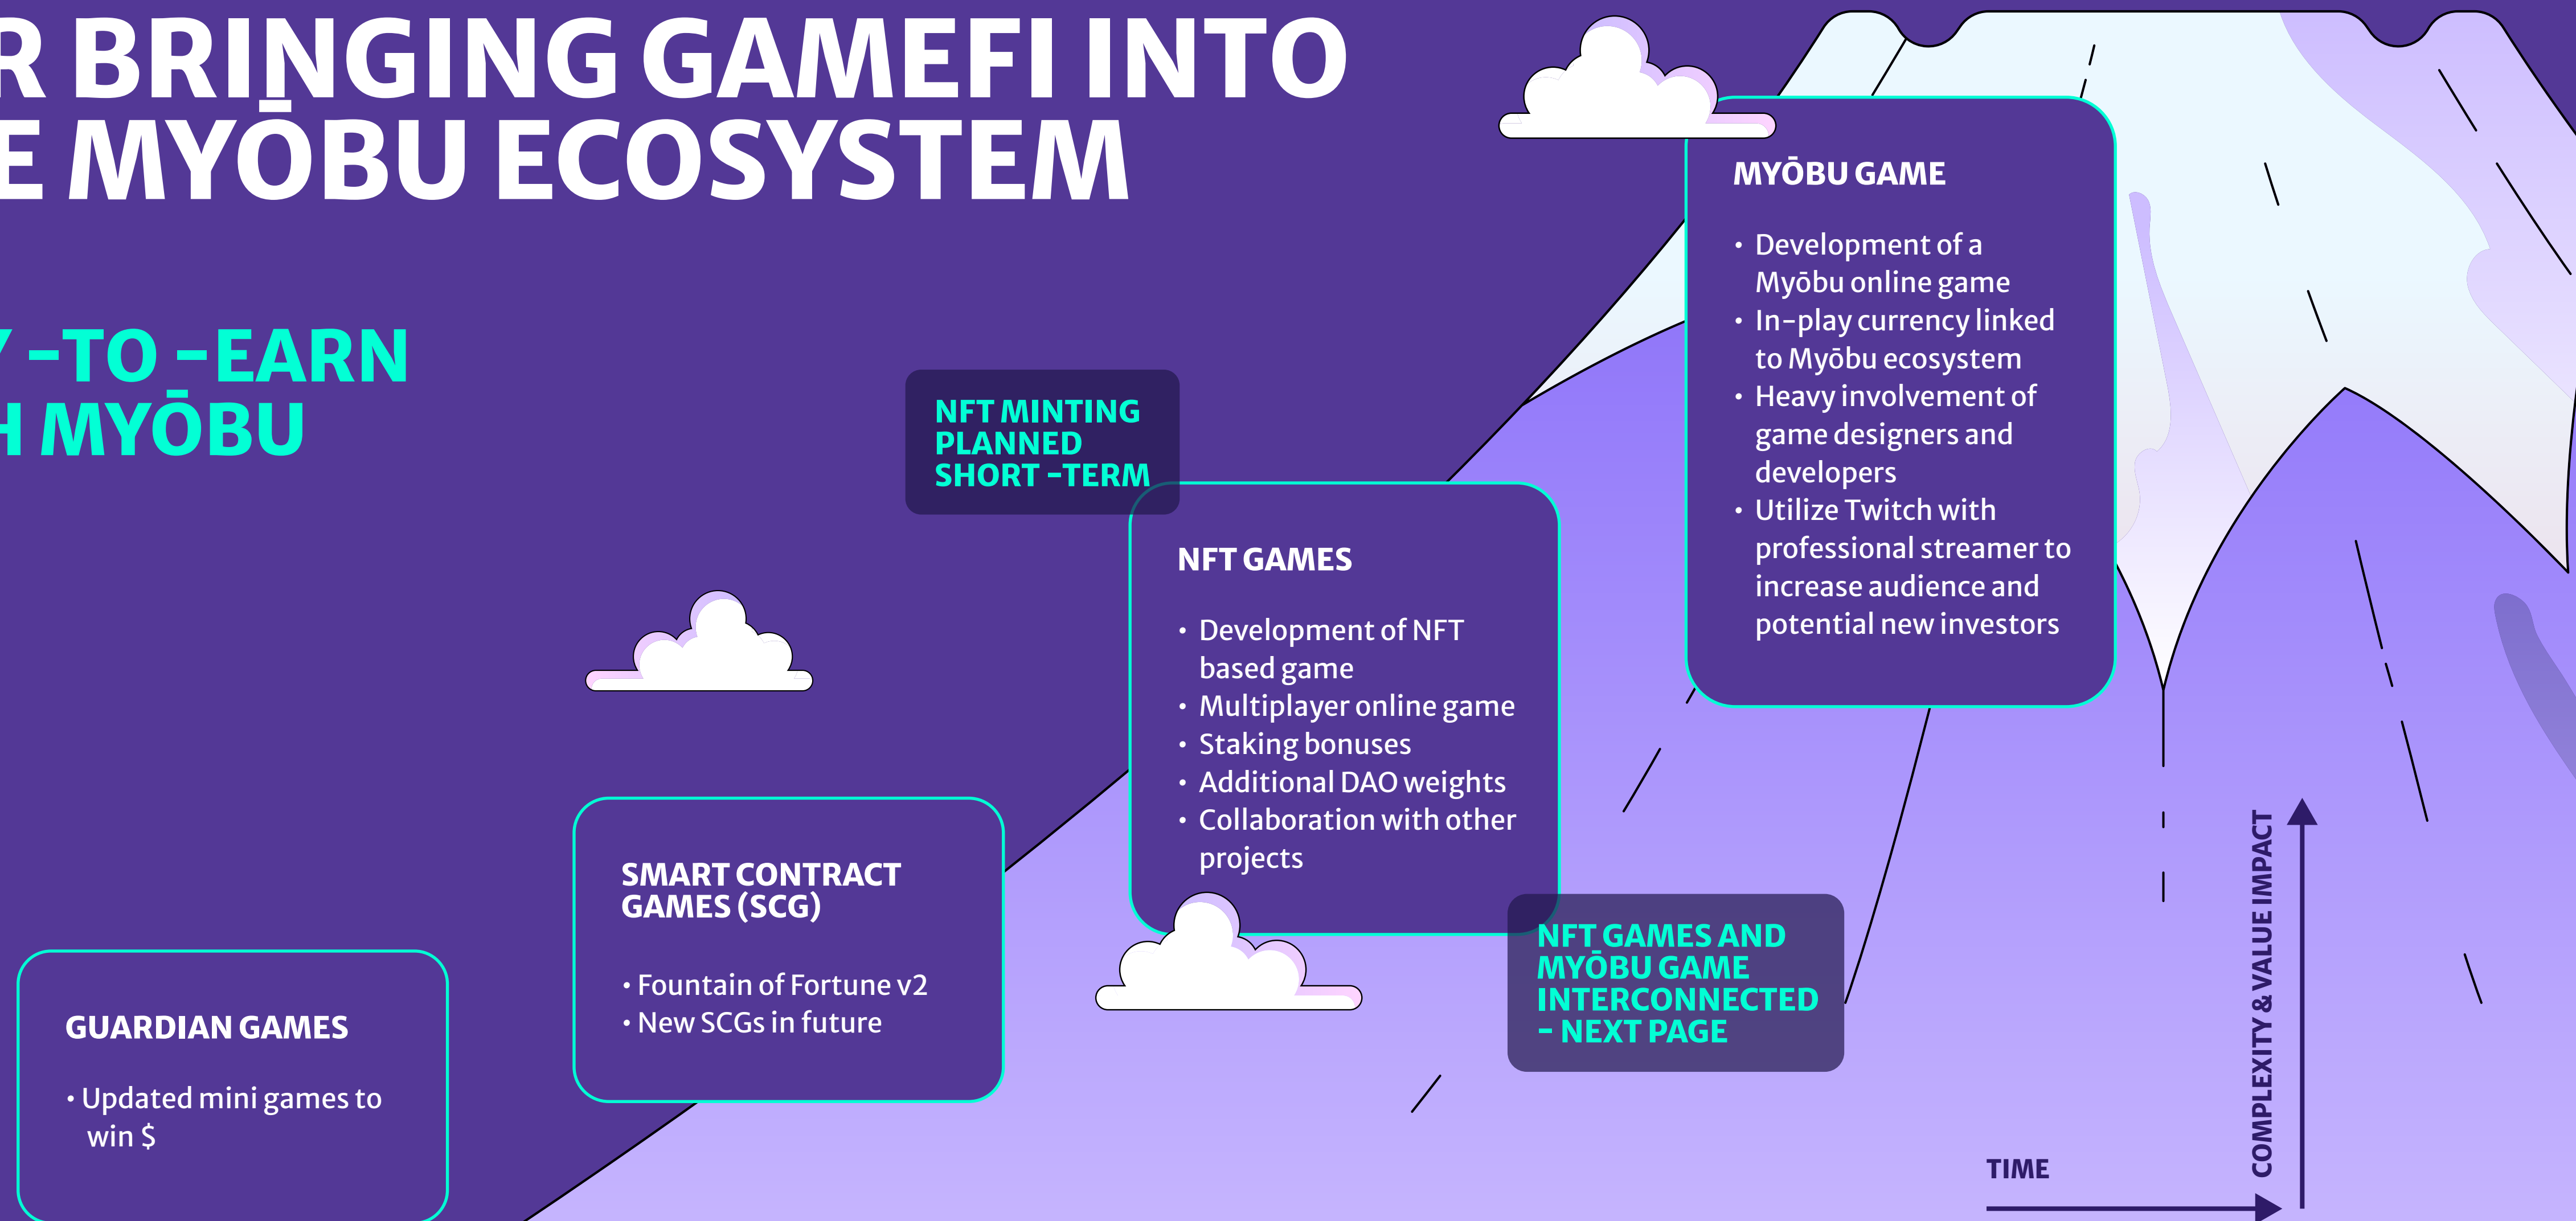 R BRINGING GAMEFI INTO
E MYŌBU ECOSYSTEM
Y -TO -EARN
H MYŌBU
GUARDIAN GAMES
• Updated mini games to
win $
SMART CONTRACT
GAMES (SCG)
• Fountain of Fortune v2
• New SCGs in future
NFT MINTING
PLANNED
SHORT -TERM
NFT GAMES
• Development of NFT
based game
• Multiplayer online game
• Staking bonuses
• Additional DAO weights
• Collaboration with other
projects
NFT GAMES AND
MYŌBU GAME
INTERCONNECTED
- NEXT PAGE
MYŌBU GAME
• Development of a
Myōbu online game
• In-play currency linked
to Myōbu ecosystem
• Heavy involvement of
game designers and
developers
• Utilize Twitch with
professional streamer to
increase audience and
potential new investors
COMPLEXITY & VALUE IMPACT
TIME